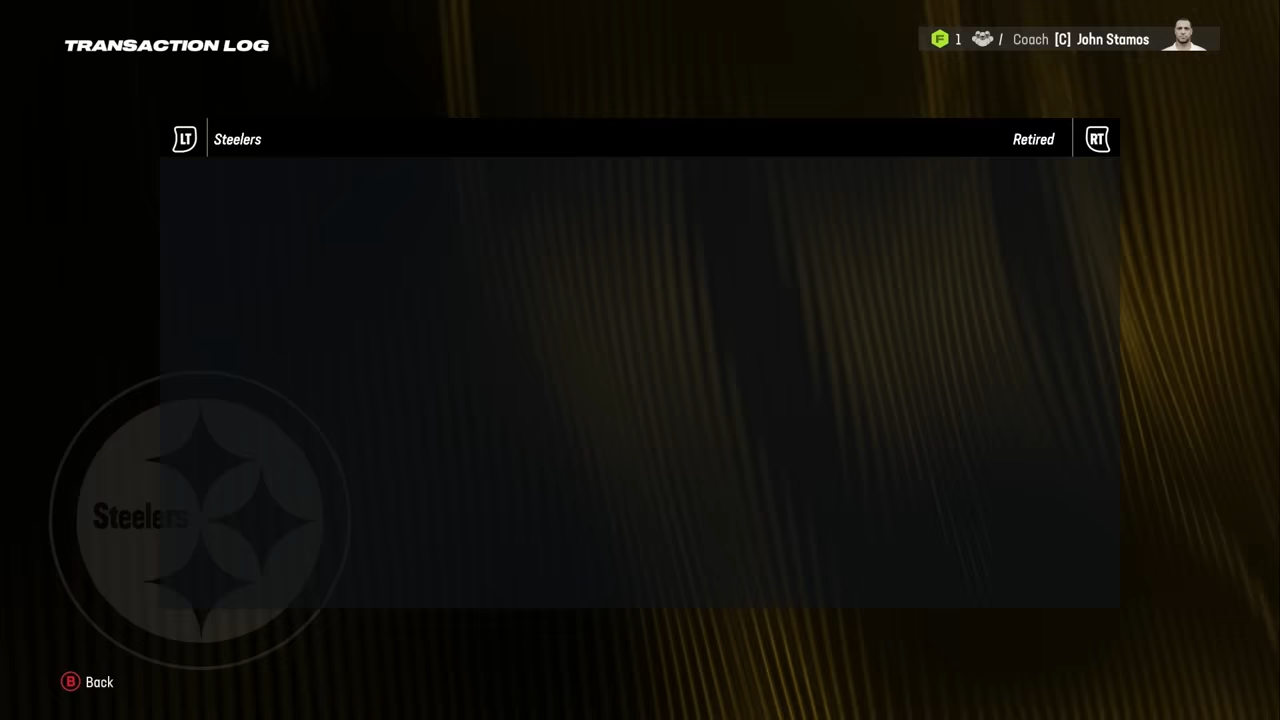 TRANSACTION LOG
F 1 / Coach [C] John Stamos
LT Steelers Retired RT
Steelers
B Back